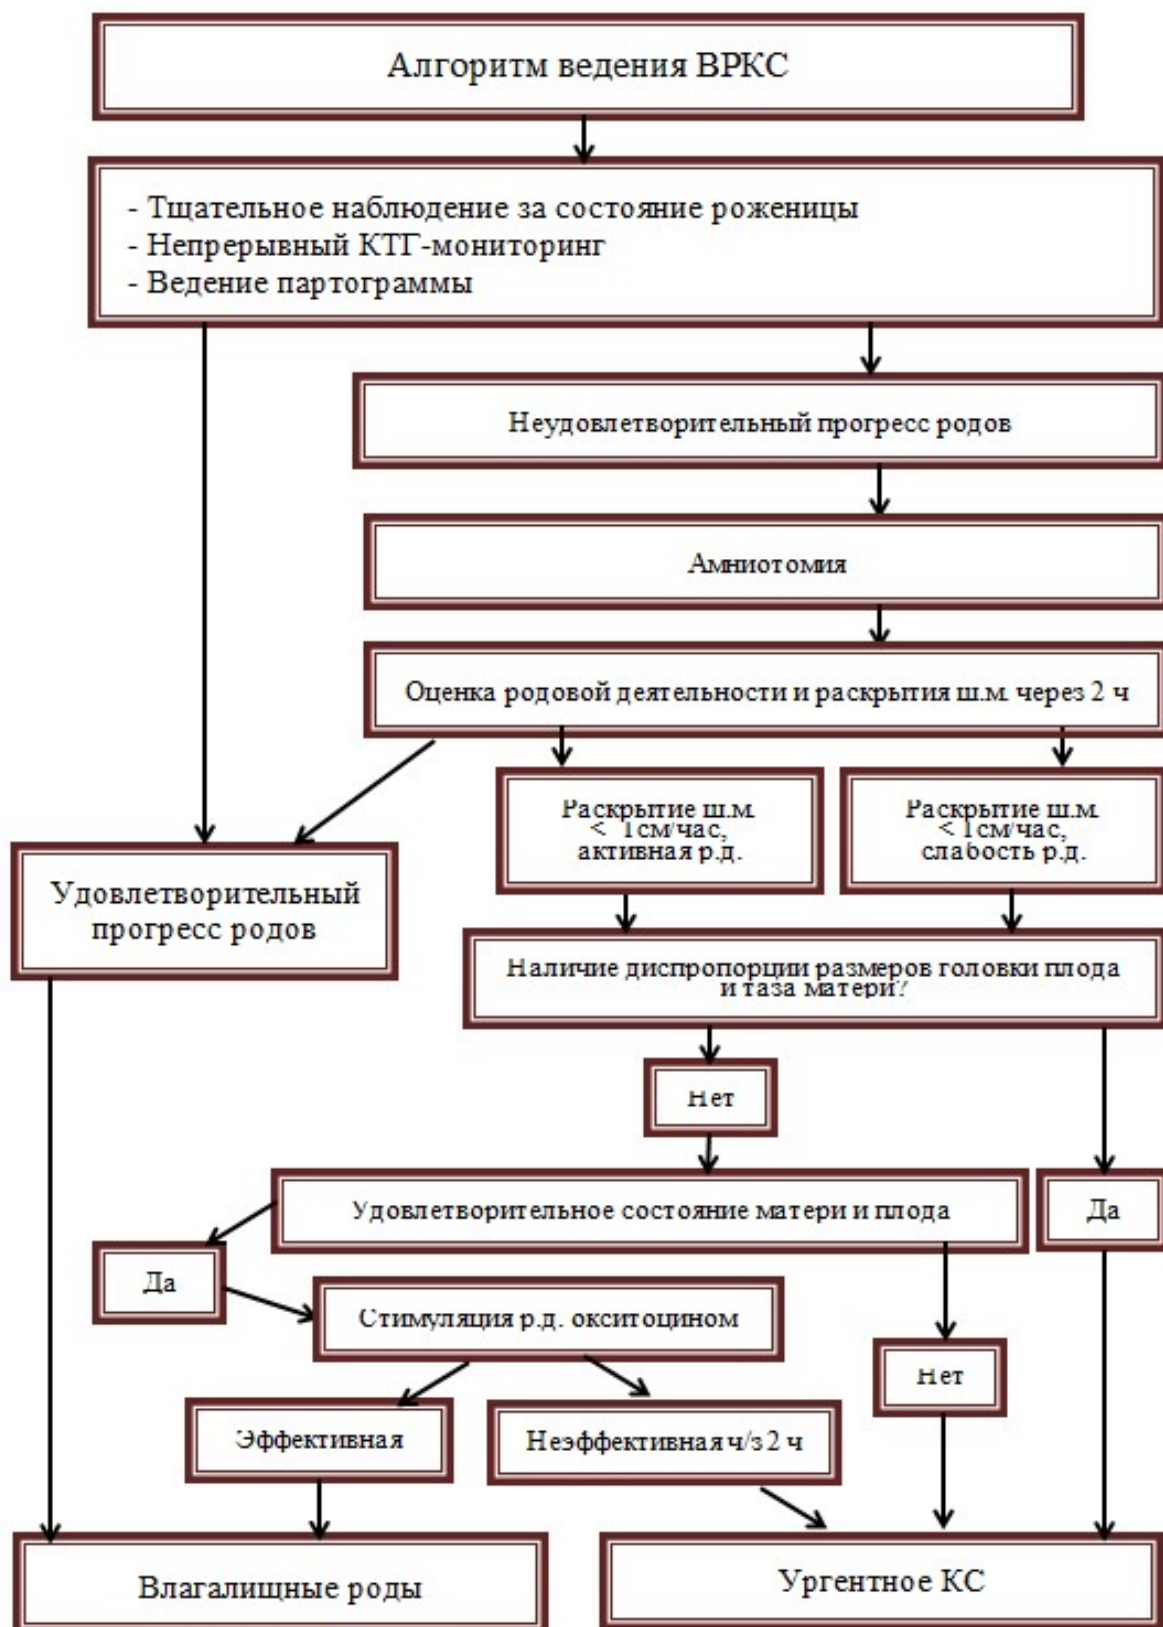 Алгоритм ведения ВРКС
- Тщательное наблюдение за состояние роженицы
- Непрерывный КТГ-мониторинг
- Ведение партограммы
Неудовлетворительный прогресс родов
Амниотомия
Оценка родовой деятельности и раскрытия ш.м. через 2 ч
Раскрытие ш.м.
< 1см/час,
активная р.д.
Раскрытие ш.м.
< 1см/час,
слабость р.д.
Удовлетворительный
прогресс родов
Наличие диспропорции размеров головки плода
и таза матери?
Нет
Удовлетворительное состояние матери и плода
Да
Да
Стимуляция р.д. окситоцином
Нет
Эффективная
Неэффективная ч/з 2 ч
Влагалищные роды
Ургентное КС